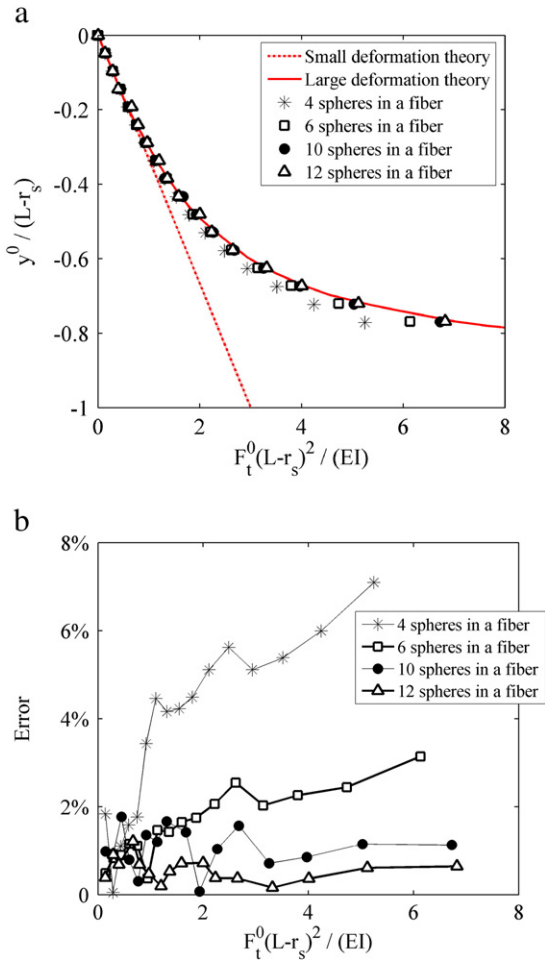 a
0
-0.2
-0.4
-0.6
-0.8
-1
y⁰ / (L-rₛ)
Small deformation theory
Large deformation theory
4 spheres in a fiber
6 spheres in a fiber
10 spheres in a fiber
12 spheres in a fiber
0 2 4 6 8
Fₜ⁰(L-rₛ)² / (EI)
b
8%
6%
4%
2%
0
Error
4 spheres in a fiber
6 spheres in a fiber
10 spheres in a fiber
12 spheres in a fiber
0 2 4 6 8
Fₜ⁰(L-rₛ)² / (EI)